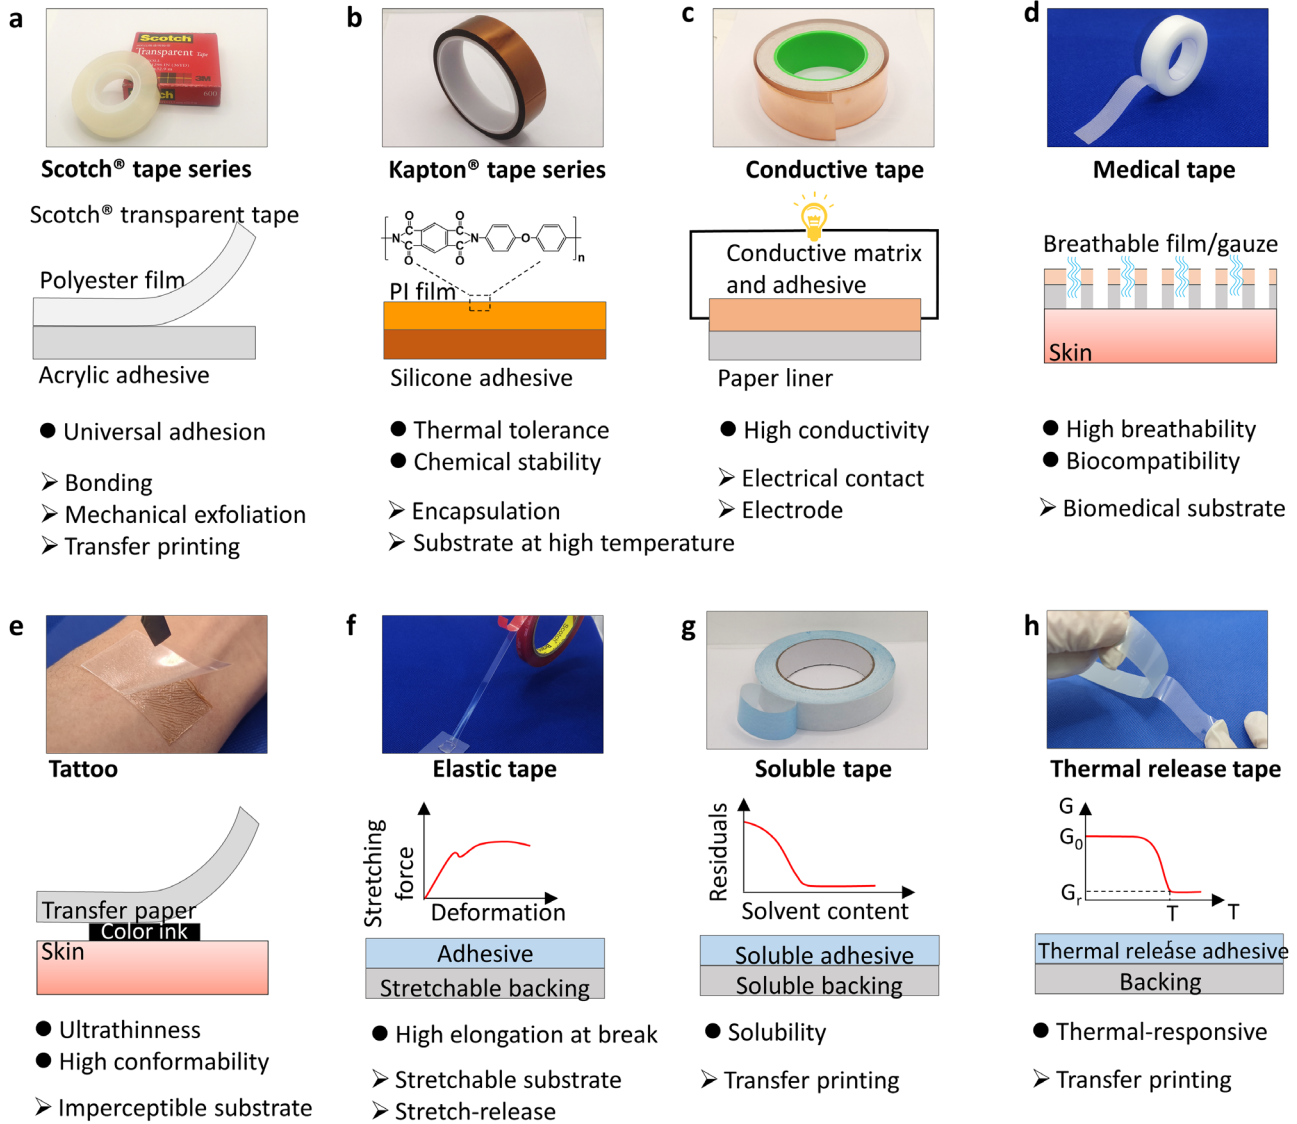 a
Scotch
Transparent Tape
3M
Scotch
600
Scotch® tape series
Scotch® transparent tape
Polyester film
Acrylic adhesive
● Universal adhesion
➢ Bonding
➢ Mechanical exfoliation
➢ Transfer printing
b
Kapton® tape series
O O
C C
N N O
C C
O O
n
PI film
Silicone adhesive
● Thermal tolerance
● Chemical stability
➢ Encapsulation
➢ Substrate at high temperature
c
Conductive tape
Conductive matrix
and adhesive
Paper liner
● High conductivity
➢ Electrical contact
➢ Electrode
d
Medical tape
Breathable film/gauze
Skin
● High breathability
● Biocompatibility
➢ Biomedical substrate
e
Tattoo
Transfer paper
Color ink
Skin
● Ultrathinness
● High conformability
➢ Imperceptible substrate
f
Elastic tape
Stretching
force
Deformation
Adhesive
Stretchable backing
● High elongation at break
➢ Stretchable substrate
➢ Stretch-release
g
Soluble tape
Residuals
Solvent content
Soluble adhesive
Soluble backing
● Solubility
➢ Transfer printing
h
Thermal release tape
G
G0
Gr
T
T
Thermal release adhesive
Backing
● Thermal-responsive
➢ Transfer printing